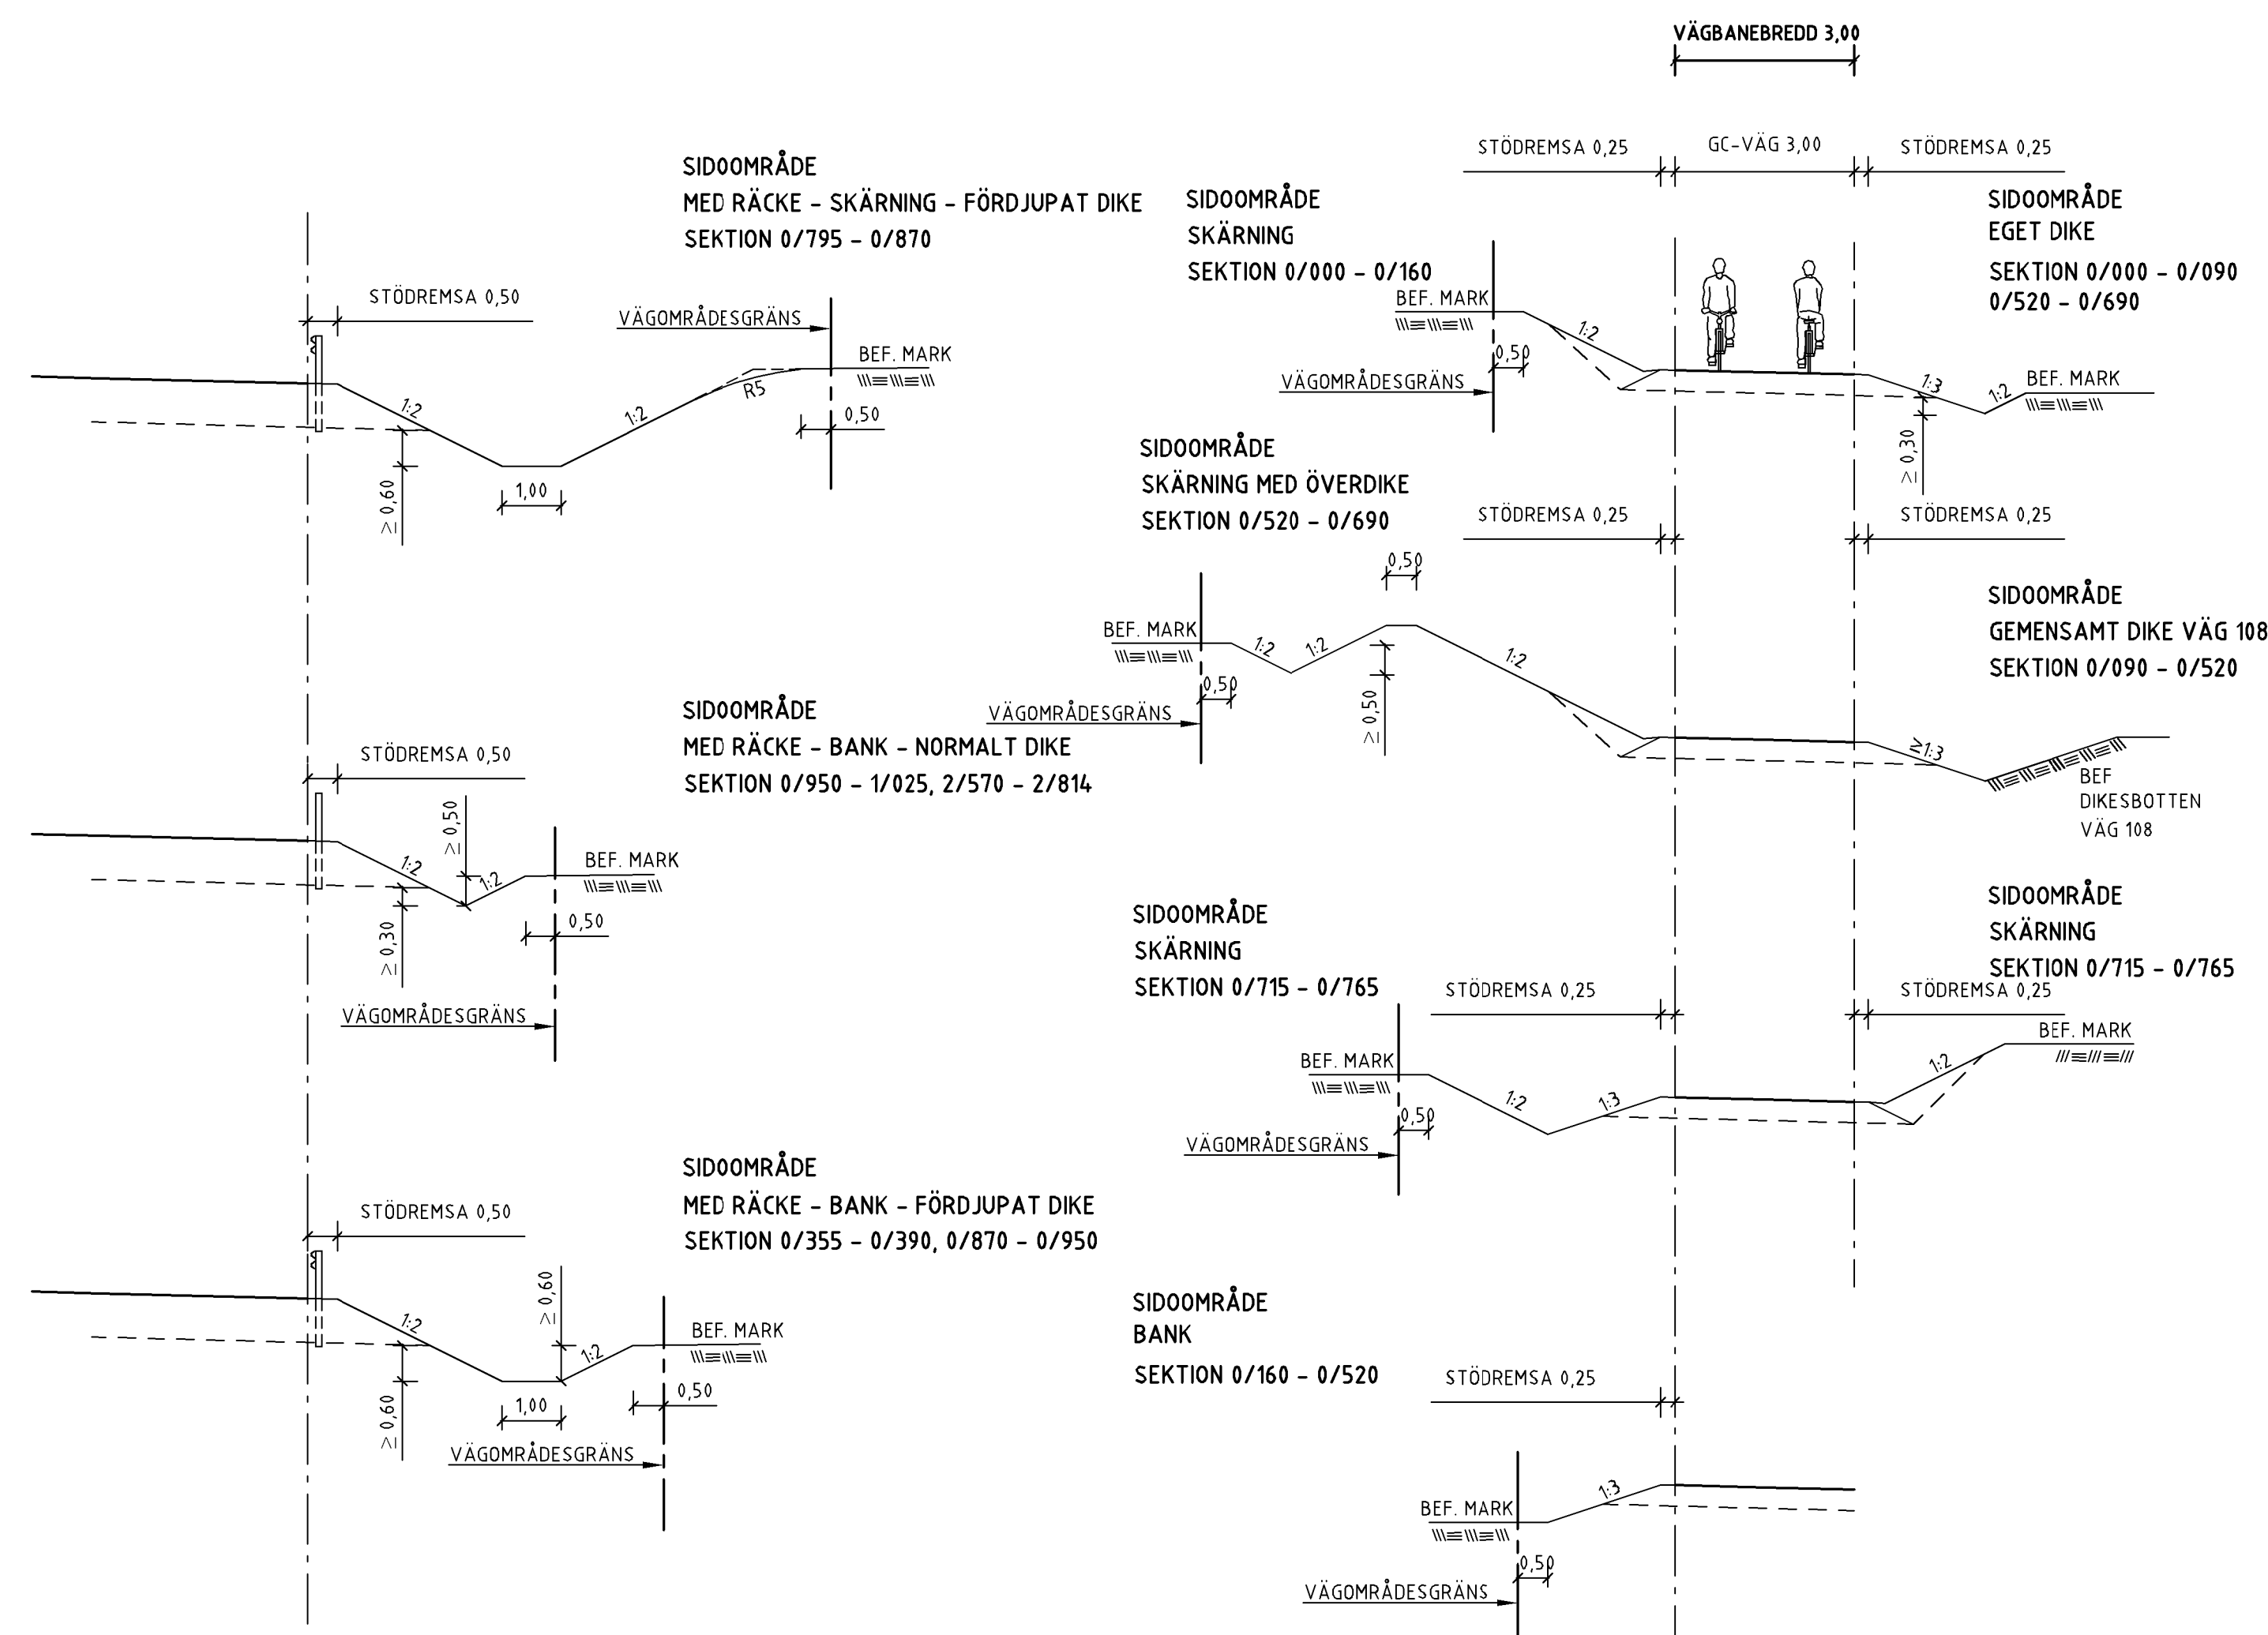 VÄGBANEBREDD 3,00
SIDOOMRÅDE
MED RÄCKE - SKÄRNING - FÖRDJUPAT DIKE
SEKTION 0/795 - 0/870
STÖDREMSA 0,50
VÄGOMRÅDESGRÄNS
BEF. MARK
1:2
1:2
R5
0,50
≥ 0,60
1,00
SIDOOMRÅDE
MED RÄCKE - BANK - NORMALT DIKE
SEKTION 0/950 - 1/025, 2/570 - 2/814
STÖDREMSA 0,50
≥ 0,50
1:2
1:2
BEF. MARK
0,50
≥ 0,30
VÄGOMRÅDESGRÄNS
SIDOOMRÅDE
MED RÄCKE - BANK - FÖRDJUPAT DIKE
SEKTION 0/355 - 0/390, 0/870 - 0/950
STÖDREMSA 0,50
≥ 0,60
1:2
1:2
BEF. MARK
0,50
≥ 0,60
1,00
VÄGOMRÅDESGRÄNS
STÖDREMSA 0,25
GC-VÄG 3,00
STÖDREMSA 0,25
SIDOOMRÅDE
SKÄRNING
SEKTION 0/000 - 0/160
BEF. MARK
1:2
0,50
VÄGOMRÅDESGRÄNS
SIDOOMRÅDE
EGET DIKE
SEKTION 0/000 - 0/090
0/520 - 0/690
1:3
1:2
BEF. MARK
≥ 0,30
SIDOOMRÅDE
SKÄRNING MED ÖVERDIKE
SEKTION 0/520 - 0/690
STÖDREMSA 0,25
STÖDREMSA 0,25
0,50
BEF. MARK
1:2
1:2
1:2
0,50
≥ 0,50
VÄGOMRÅDESGRÄNS
SIDOOMRÅDE
GEMENSAMT DIKE VÄG 108
SEKTION 0/090 - 0/520
≥1:3
BEF
DIKESBOTTEN
VÄG 108
SIDOOMRÅDE
SKÄRNING
SEKTION 0/715 - 0/765
STÖDREMSA 0,25
BEF. MARK
1:2
1:3
0,50
VÄGOMRÅDESGRÄNS
SIDOOMRÅDE
SKÄRNING
SEKTION 0/715 - 0/765
STÖDREMSA 0,25
BEF. MARK
1:2
SIDOOMRÅDE
BANK
SEKTION 0/160 - 0/520
STÖDREMSA 0,25
1:3
BEF. MARK
0,50
VÄGOMRÅDESGRÄNS